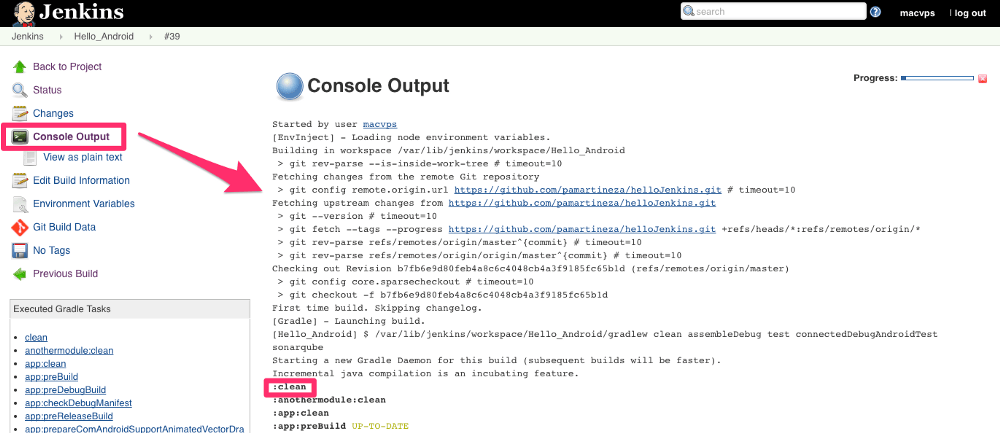 Jenkins
search
macvps
| log out
Jenkins › Hello_Android › #39
Back to Project
Status
Changes
Console Output
View as plain text
Edit Build Information
Environment Variables
Git Build Data
No Tags
Previous Build
Executed Gradle Tasks
clean
anothermodule:clean
app:clean
app:preBuild
app:preDebugBuild
app:checkDebugManifest
app:preReleaseBuild
app:prepareComAndroidSupportAnimatedVectorDra
Console Output
Progress:
Started by user macvps
[EnvInject] - Loading node environment variables.
Building in workspace /var/lib/jenkins/workspace/Hello_Android
> git rev-parse --is-inside-work-tree # timeout=10
Fetching changes from the remote Git repository
> git config remote.origin.url https://github.com/pamartineza/helloJenkins.git # timeout=10
Fetching upstream changes from https://github.com/pamartineza/helloJenkins.git
> git --version # timeout=10
> git fetch --tags --progress https://github.com/pamartineza/helloJenkins.git +refs/heads/*:refs/remotes/origin/*
> git rev-parse refs/remotes/origin/master^{commit} # timeout=10
> git rev-parse refs/remotes/origin/origin/master^{commit} # timeout=10
Checking out Revision b7fb6e9d80feb4a8c6c4048cb4a3f9185fc65b1d (refs/remotes/origin/master)
> git config core.sparsecheckout # timeout=10
> git checkout -f b7fb6e9d80feb4a8c6c4048cb4a3f9185fc65b1d
First time build. Skipping changelog.
[Gradle] - Launching build.
[Hello_Android] $ /var/lib/jenkins/workspace/Hello_Android/gradlew clean assembleDebug test connectedDebugAndroidTest
sonarqube
Starting a new Gradle Daemon for this build (subsequent builds will be faster).
Incremental java compilation is an incubating feature.
:clean
:anothermodule:clean
:app:clean
:app:preBuild UP-TO-DATE